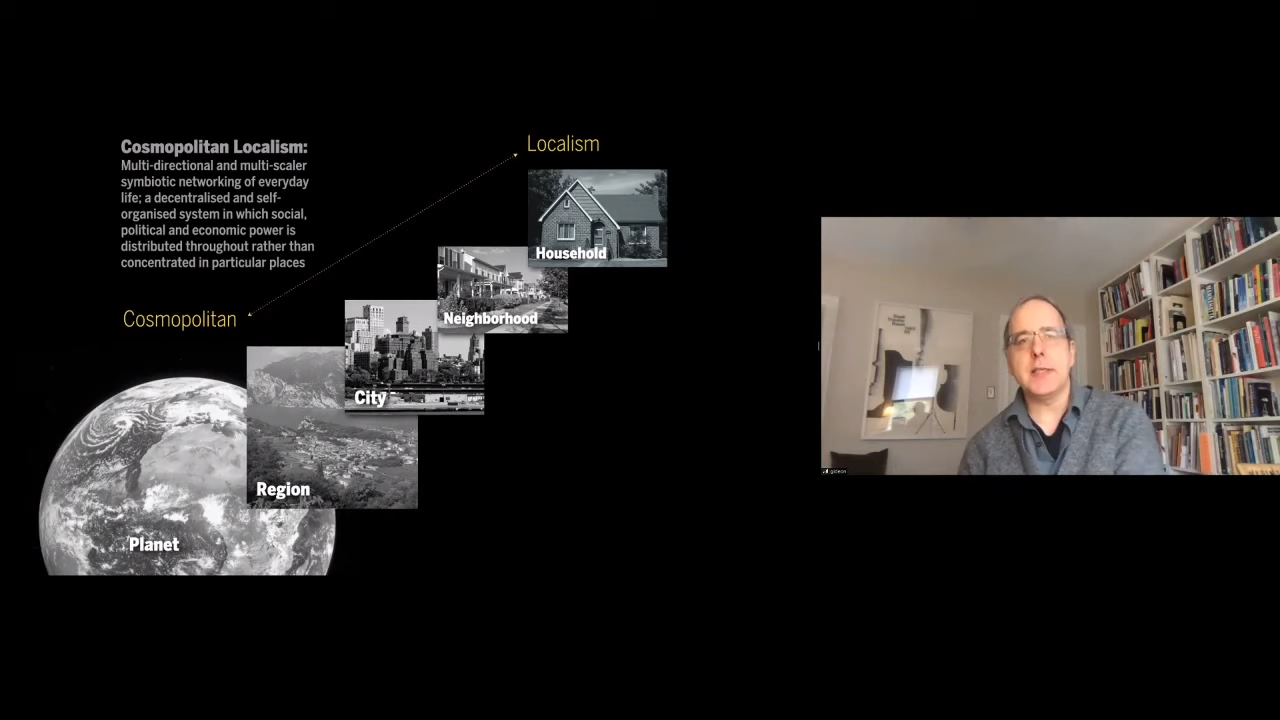 Cosmopolitan Localism:
Multi-directional and multi-scaler
symbiotic networking of everyday
life; a decentralised and self-
organised system in which social,
political and economic power is
distributed throughout rather than
concentrated in particular places
Localism
Household
Neighborhood
Cosmopolitan
City
Region
Planet
gideon